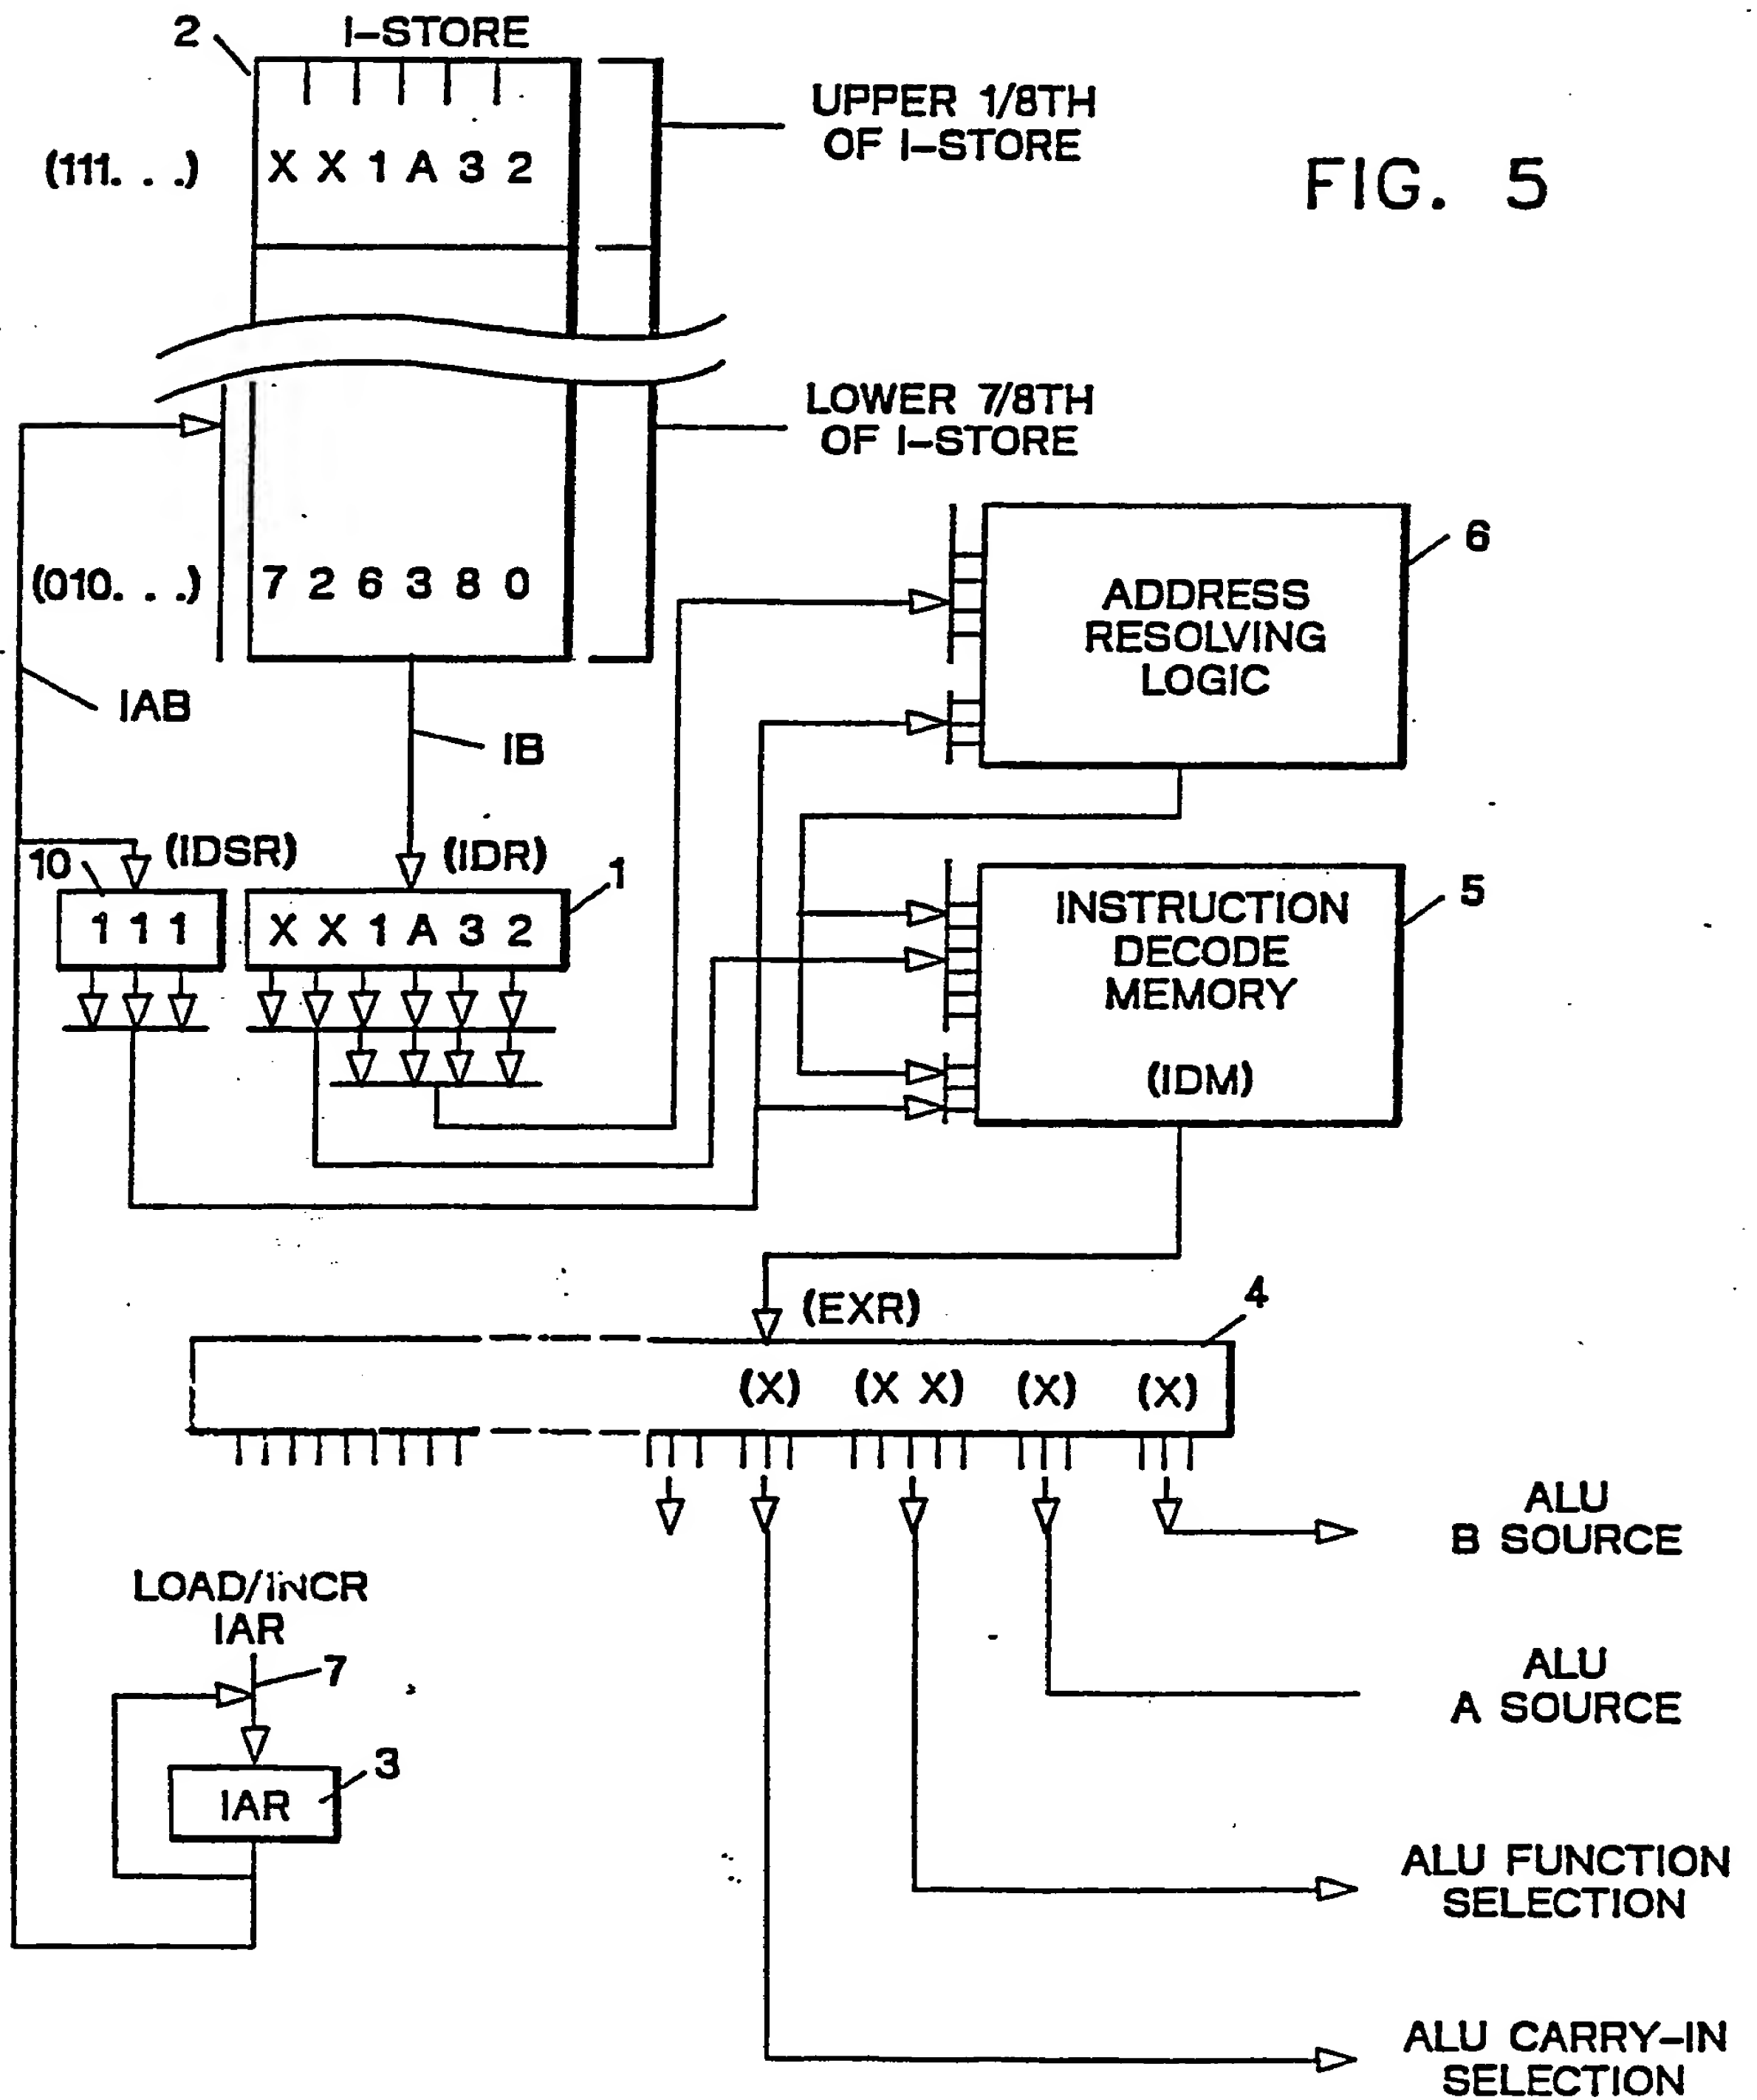 2
I-STORE
UPPER 1/8TH
OF I-STORE
(111. . .)
X X 1 A 3 2
FIG. 5
LOWER 7/8TH
OF I-STORE
(010. . .)
7 2 6 3 8 0
6
ADDRESS
RESOLVING
LOGIC
IAB
IB
10
(IDSR)
(IDR)
1
1 1 1
X X 1 A 3 2
5
INSTRUCTION
DECODE
MEMORY
(IDM)
(EXR)
4
(X) (X X) (X) (X)
ALU
B SOURCE
LOAD/INCR
IAR
7
ALU
A SOURCE
3
IAR
ALU FUNCTION
SELECTION
ALU CARRY-IN
SELECTION